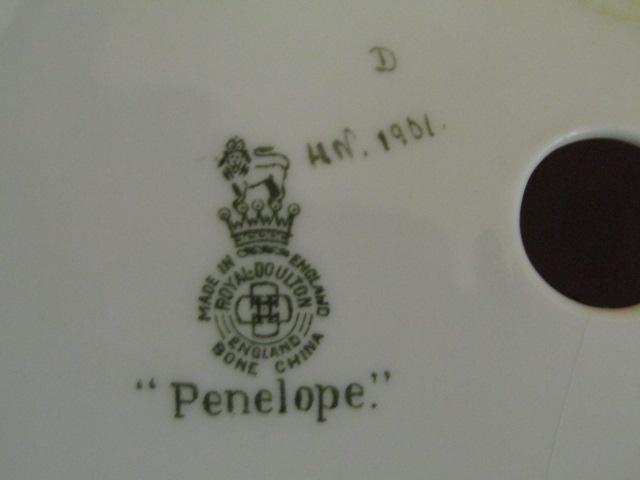 D
HN. 1901.
MADE IN ENGLAND
ROYAL·DOULTON
ENGLAND
BONE CHINA
"Penelope."